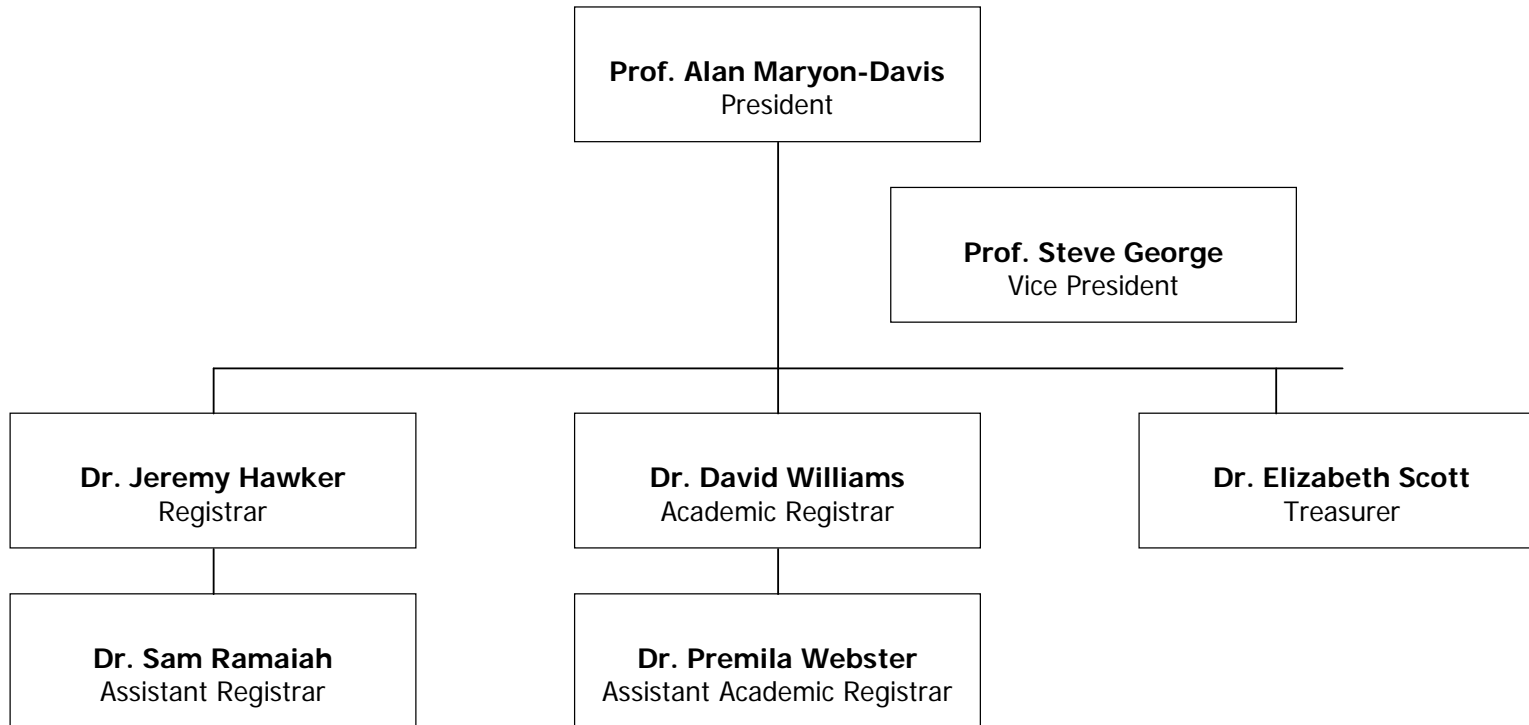 Prof. Alan Maryon-Davis
President
Prof. Steve George
Vice President
Dr. Jeremy Hawker
Registrar
Dr. David Williams
Academic Registrar
Dr. Elizabeth Scott
Treasurer
Dr. Sam Ramaiah
Assistant Registrar
Dr. Premila Webster
Assistant Academic Registrar